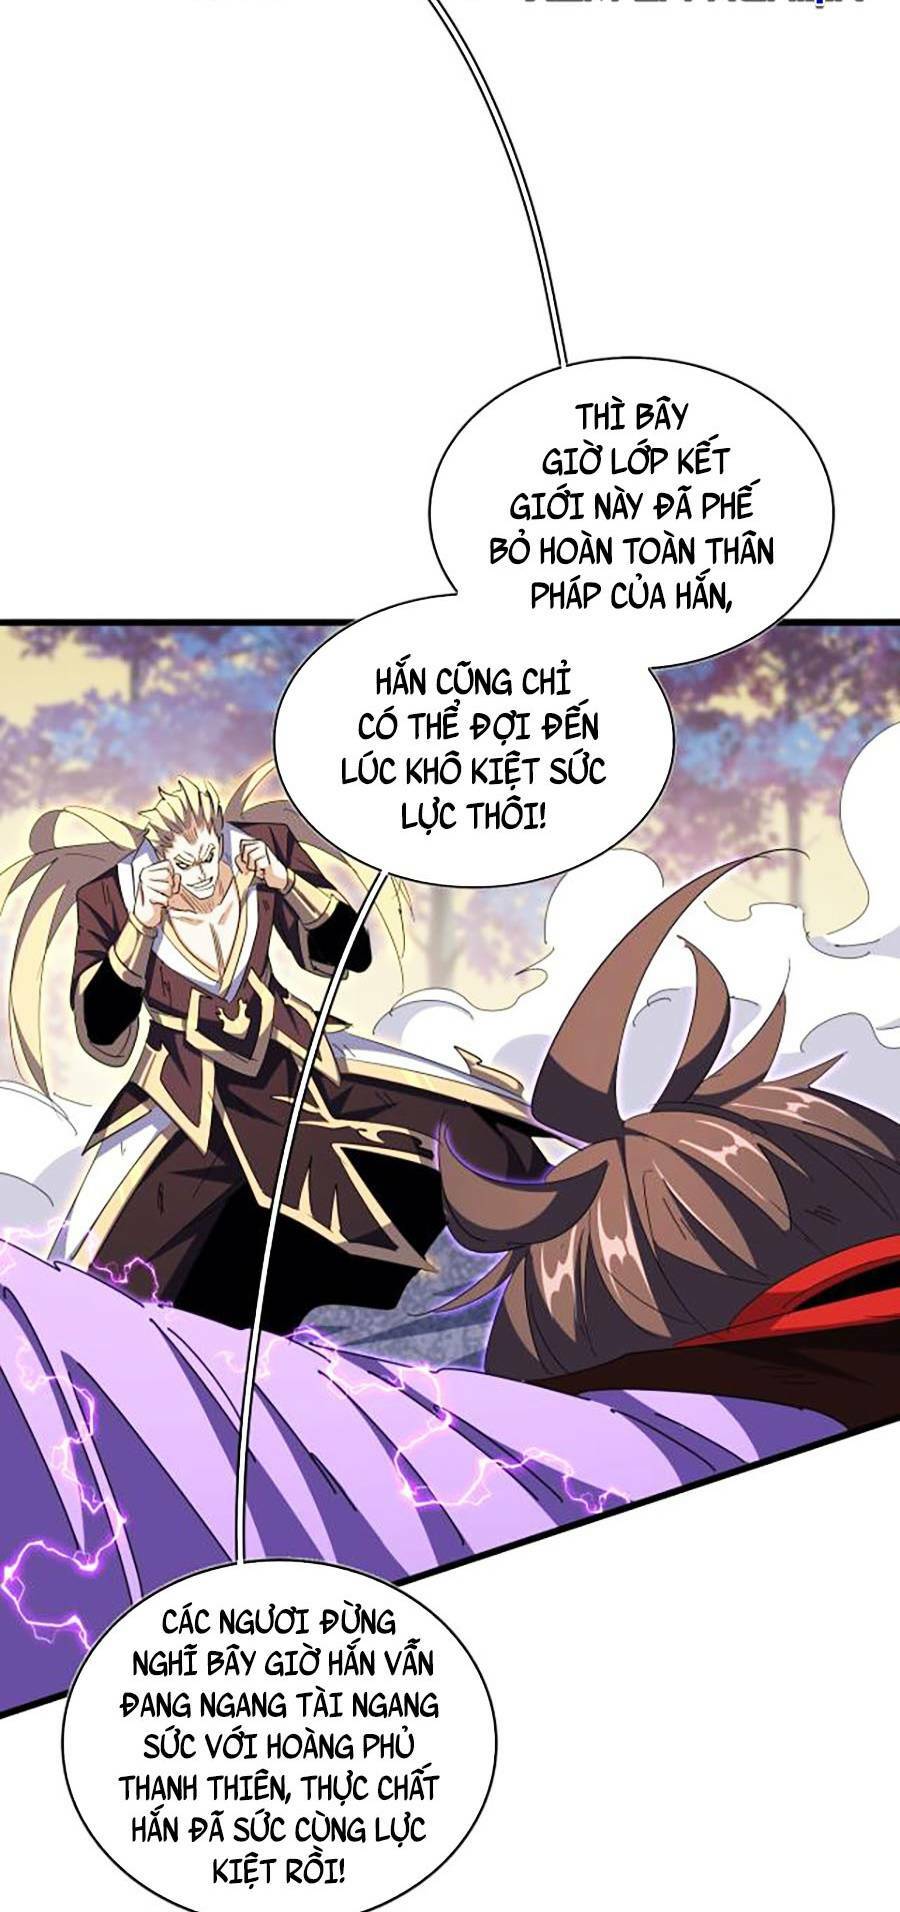 THÌ BÂY
GIỜ LỚP KẾT
GIỚI NÀY ĐÃ PHẾ
BỎ HOÀN TOÀN THÂN
PHÁP CỦA HẮN,
HẮN CŨNG CHỈ
CÓ THỂ ĐỢI ĐẾN
LÚC KHÔ KIỆT SỨC
LỰC THÔI!
CÁC NGƯƠI ĐỪNG
NGHĨ BÂY GIỜ HẮN VẪN
ĐANG NGANG TÀI NGANG
SỨC VỚI HOÀNG PHỦ
THANH THIÊN, THỰC CHẤT
HẮN ĐÃ SỨC CÙNG LỰC
KIỆT RỒI!